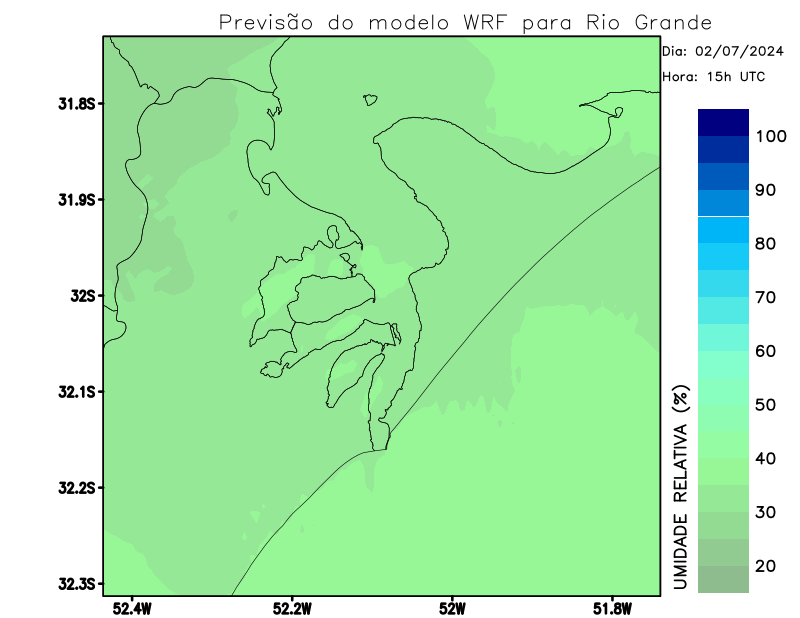 Previsão do modelo WRF para Rio Grande
Dia: 02/07/2024
Hora: 15h UTC
31.8S
31.9S
32S
32.1S
32.2S
32.3S
52.4W
52.2W
52W
51.8W
100
90
80
70
60
50
40
30
20
UMIDADE RELATIVA (%)